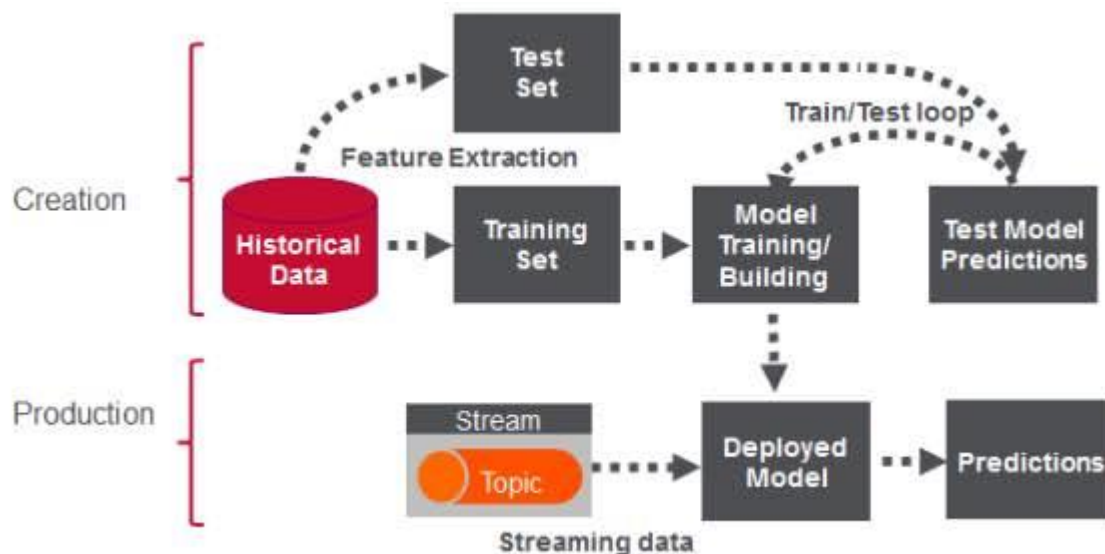 Test
Set
Train/Test loop
Feature Extraction
Creation
Historical
Data
Training
Set
Model
Training/
Building
Test Model
Predictions
Production
Stream
Topic
Deployed
Model
Predictions
Streaming data